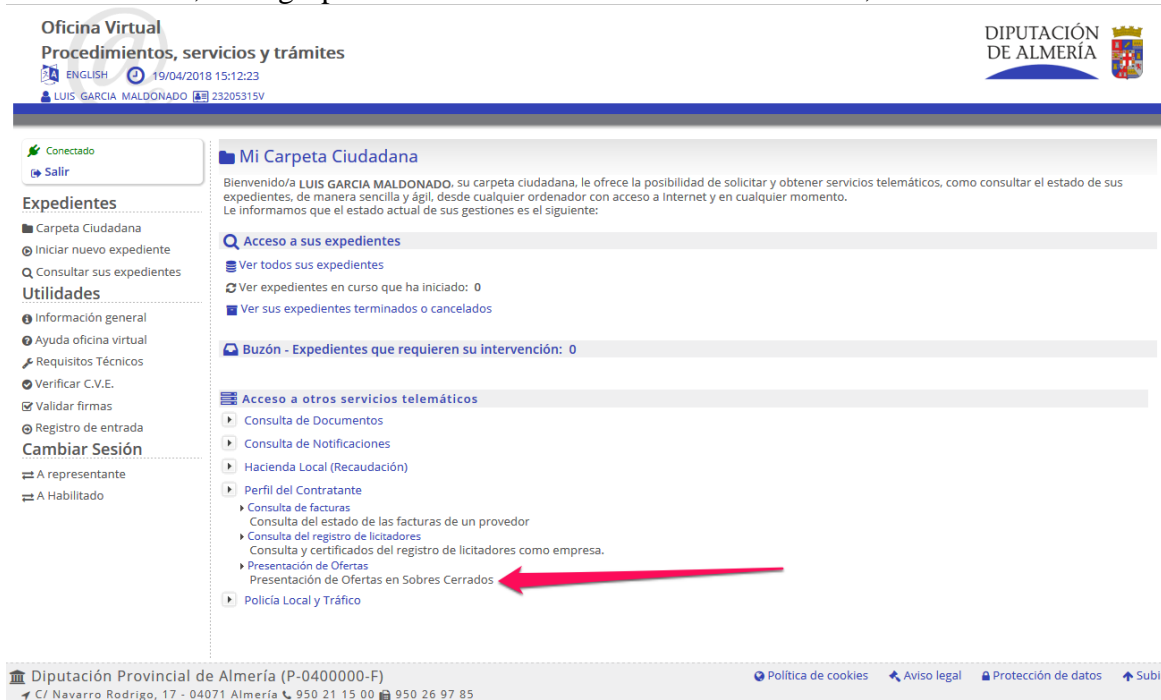 Oficina Virtual
Procedimientos, servicios y trámites
ENGLISH 19/04/2018 15:12:23
LUIS GARCIA MALDONADO 23205315V
DIPUTACIÓN
DE ALMERÍA
Conectado
Salir
Expedientes
Carpeta Ciudadana
Iniciar nuevo expediente
Consultar sus expedientes
Utilidades
Información general
Ayuda oficina virtual
Requisitos Técnicos
Verificar C.V.E.
Validar firmas
Registro de entrada
Cambiar Sesión
A representante
A Habilitado
Mi Carpeta Ciudadana
Bienvenido/a LUIS GARCIA MALDONADO, su carpeta ciudadana, le ofrece la posibilidad de solicitar y obtener servicios telemáticos, como consultar el estado de sus
expedientes, de manera sencilla y ágil, desde cualquier ordenador con acceso a Internet y en cualquier momento.
Le informamos que el estado actual de sus gestiones es el siguiente:
Acceso a sus expedientes
Ver todos sus expedientes
Ver expedientes en curso que ha iniciado: 0
Ver sus expedientes terminados o cancelados
Buzón - Expedientes que requieren su intervención: 0
Acceso a otros servicios telemáticos
Consulta de Documentos
Consulta de Notificaciones
Hacienda Local (Recaudación)
Perfil del Contratante
Consulta de facturas
Consulta del estado de las facturas de un provedor
Consulta del registro de licitadores
Consulta y certificados del registro de licitadores como empresa.
Presentación de Ofertas
Presentación de Ofertas en Sobres Cerrados
Policía Local y Tráfico
Diputación Provincial de Almería (P-0400000-F)
C/ Navarro Rodrigo, 17 - 04071 Almería 950 21 15 00 950 26 97 85
Política de cookies Aviso legal Protección de datos Subi